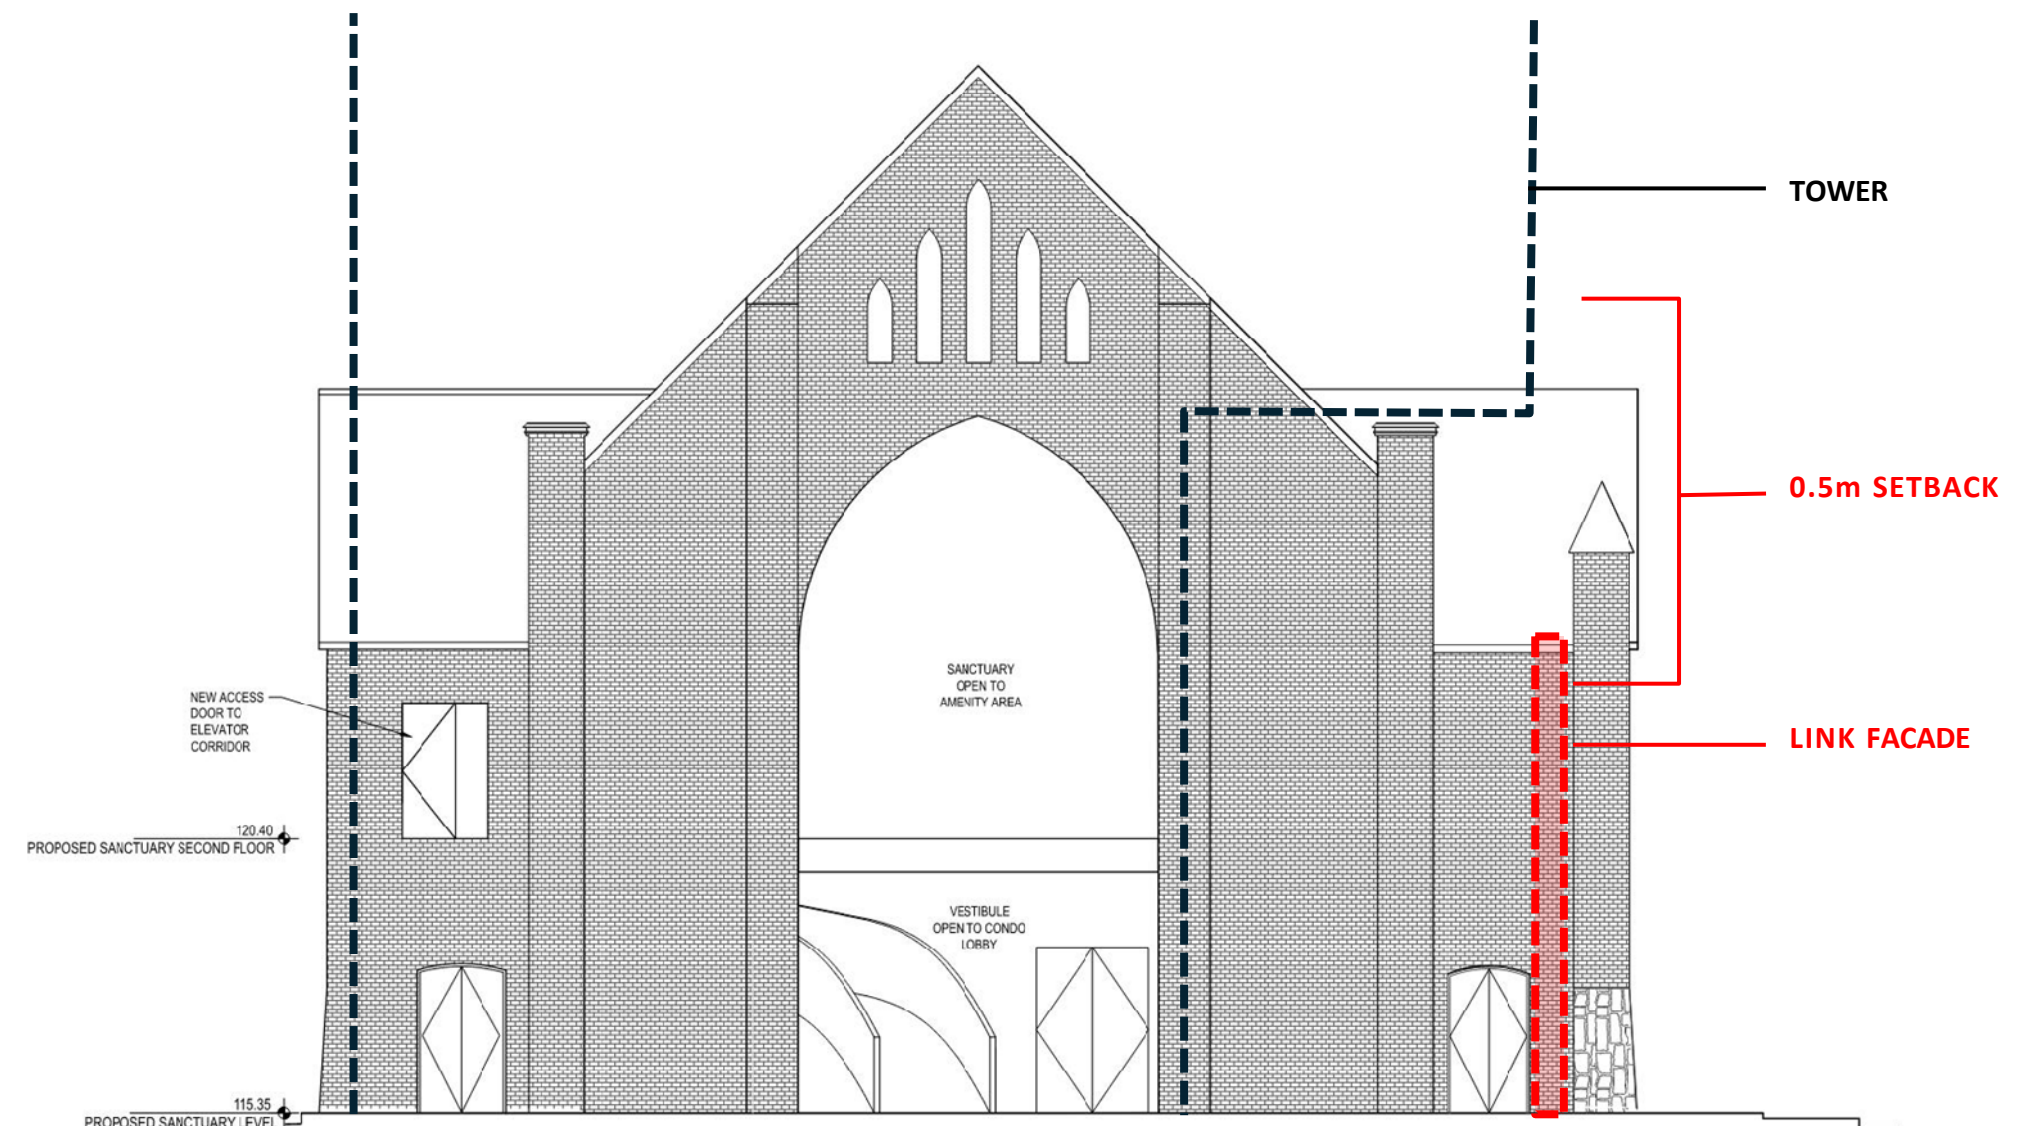 TOWER
0.5m SETBACK
SANCTUARY
OPEN TO
AMENITY AREA
NEW ACCESS
DOOR TO
ELEVATOR
CORRIDOR
LINK FACADE
120.40
PROPOSED SANCTUARY SECOND FLOOR
VESTIBULE
OPEN TO CONDO
LOBBY
115.35
PROPOSED SANCTUARY LEVEL